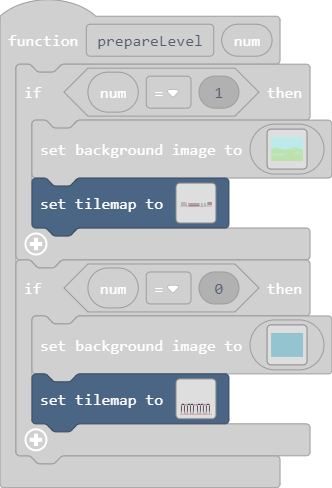 function prepareLevel num
if num = 1 then
set background image to
set tilemap to
if num = 0 then
set background image to
set tilemap to